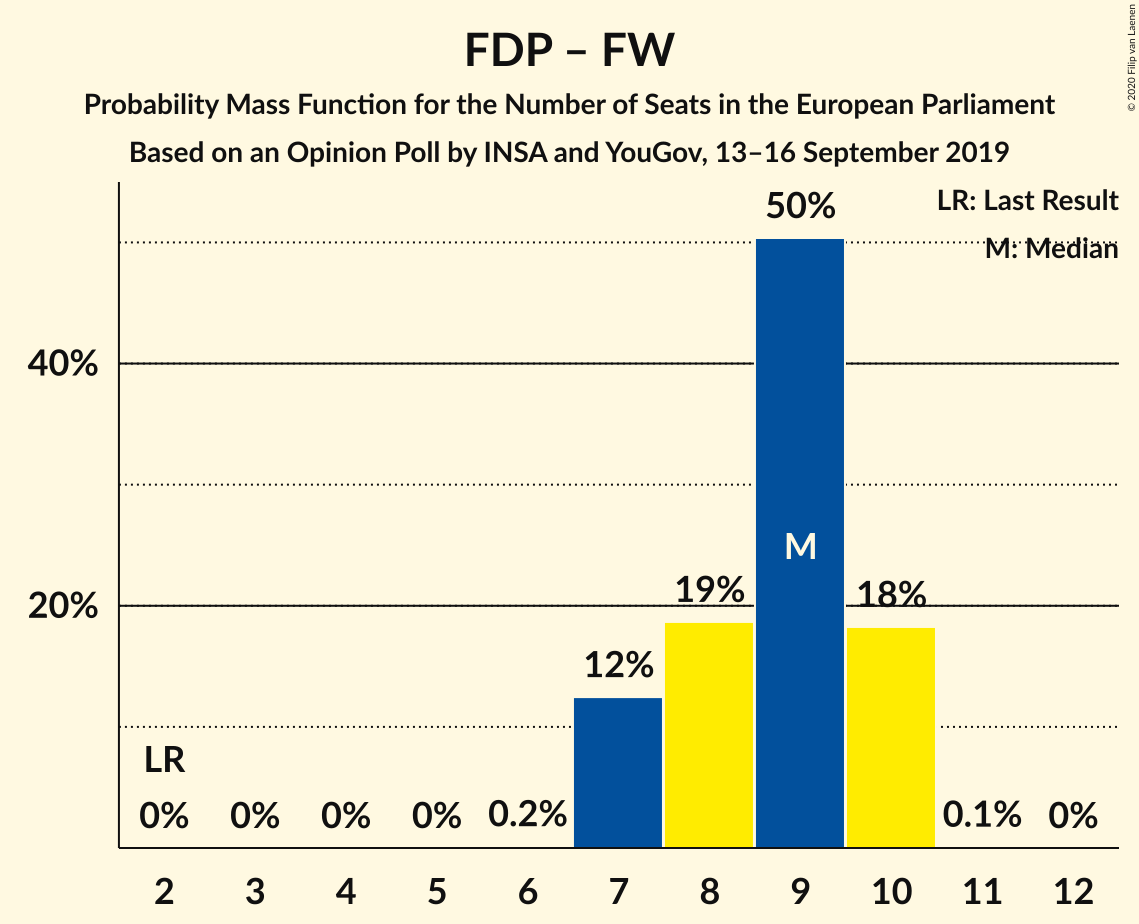 FDP – FW
Probability Mass Function for the Number of Seats in the European Parliament
Based on an Opinion Poll by INSA and YouGov, 13–16 September 2019
© 2020 Filip van Laenen
LR: Last Result
M: Median
50%
40%
M
20%
19%
18%
12%
LR
0%
0%
0%
0%
0.2%
0.1%
0%
2 3 4 5 6 7 8 9 10 11 12